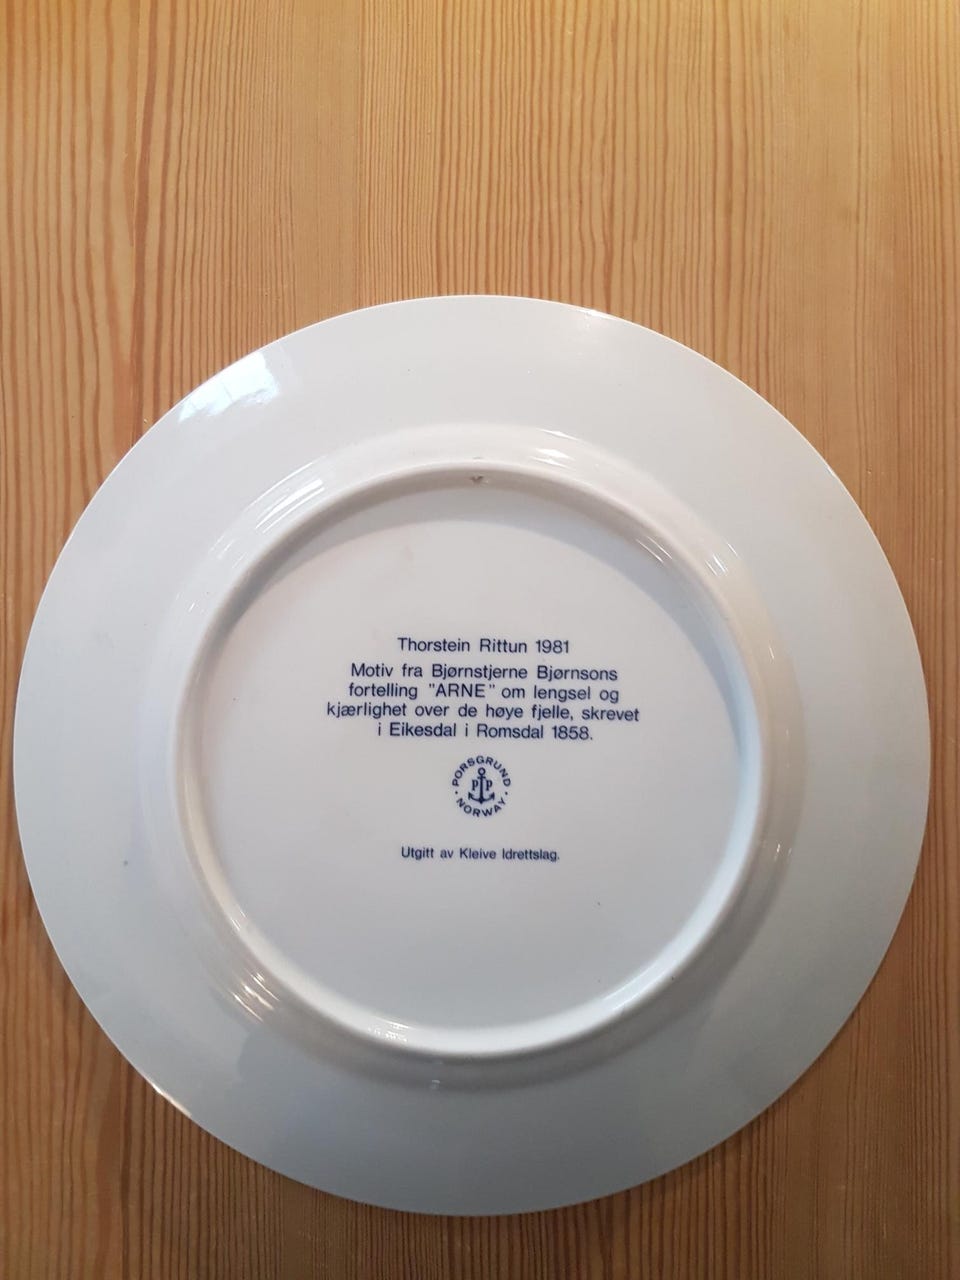 Thorstein Rittun 1981
Motiv fra Bjørnstjerne Bjørnsons
fortelling "ARNE" om lengsel og
kjærlighet over de høye fjelle, skrevet
i Eikesdal i Romsdal 1858.
PORSGRUND
PP
NORWAY
Utgitt av Kleive Idrettslag.